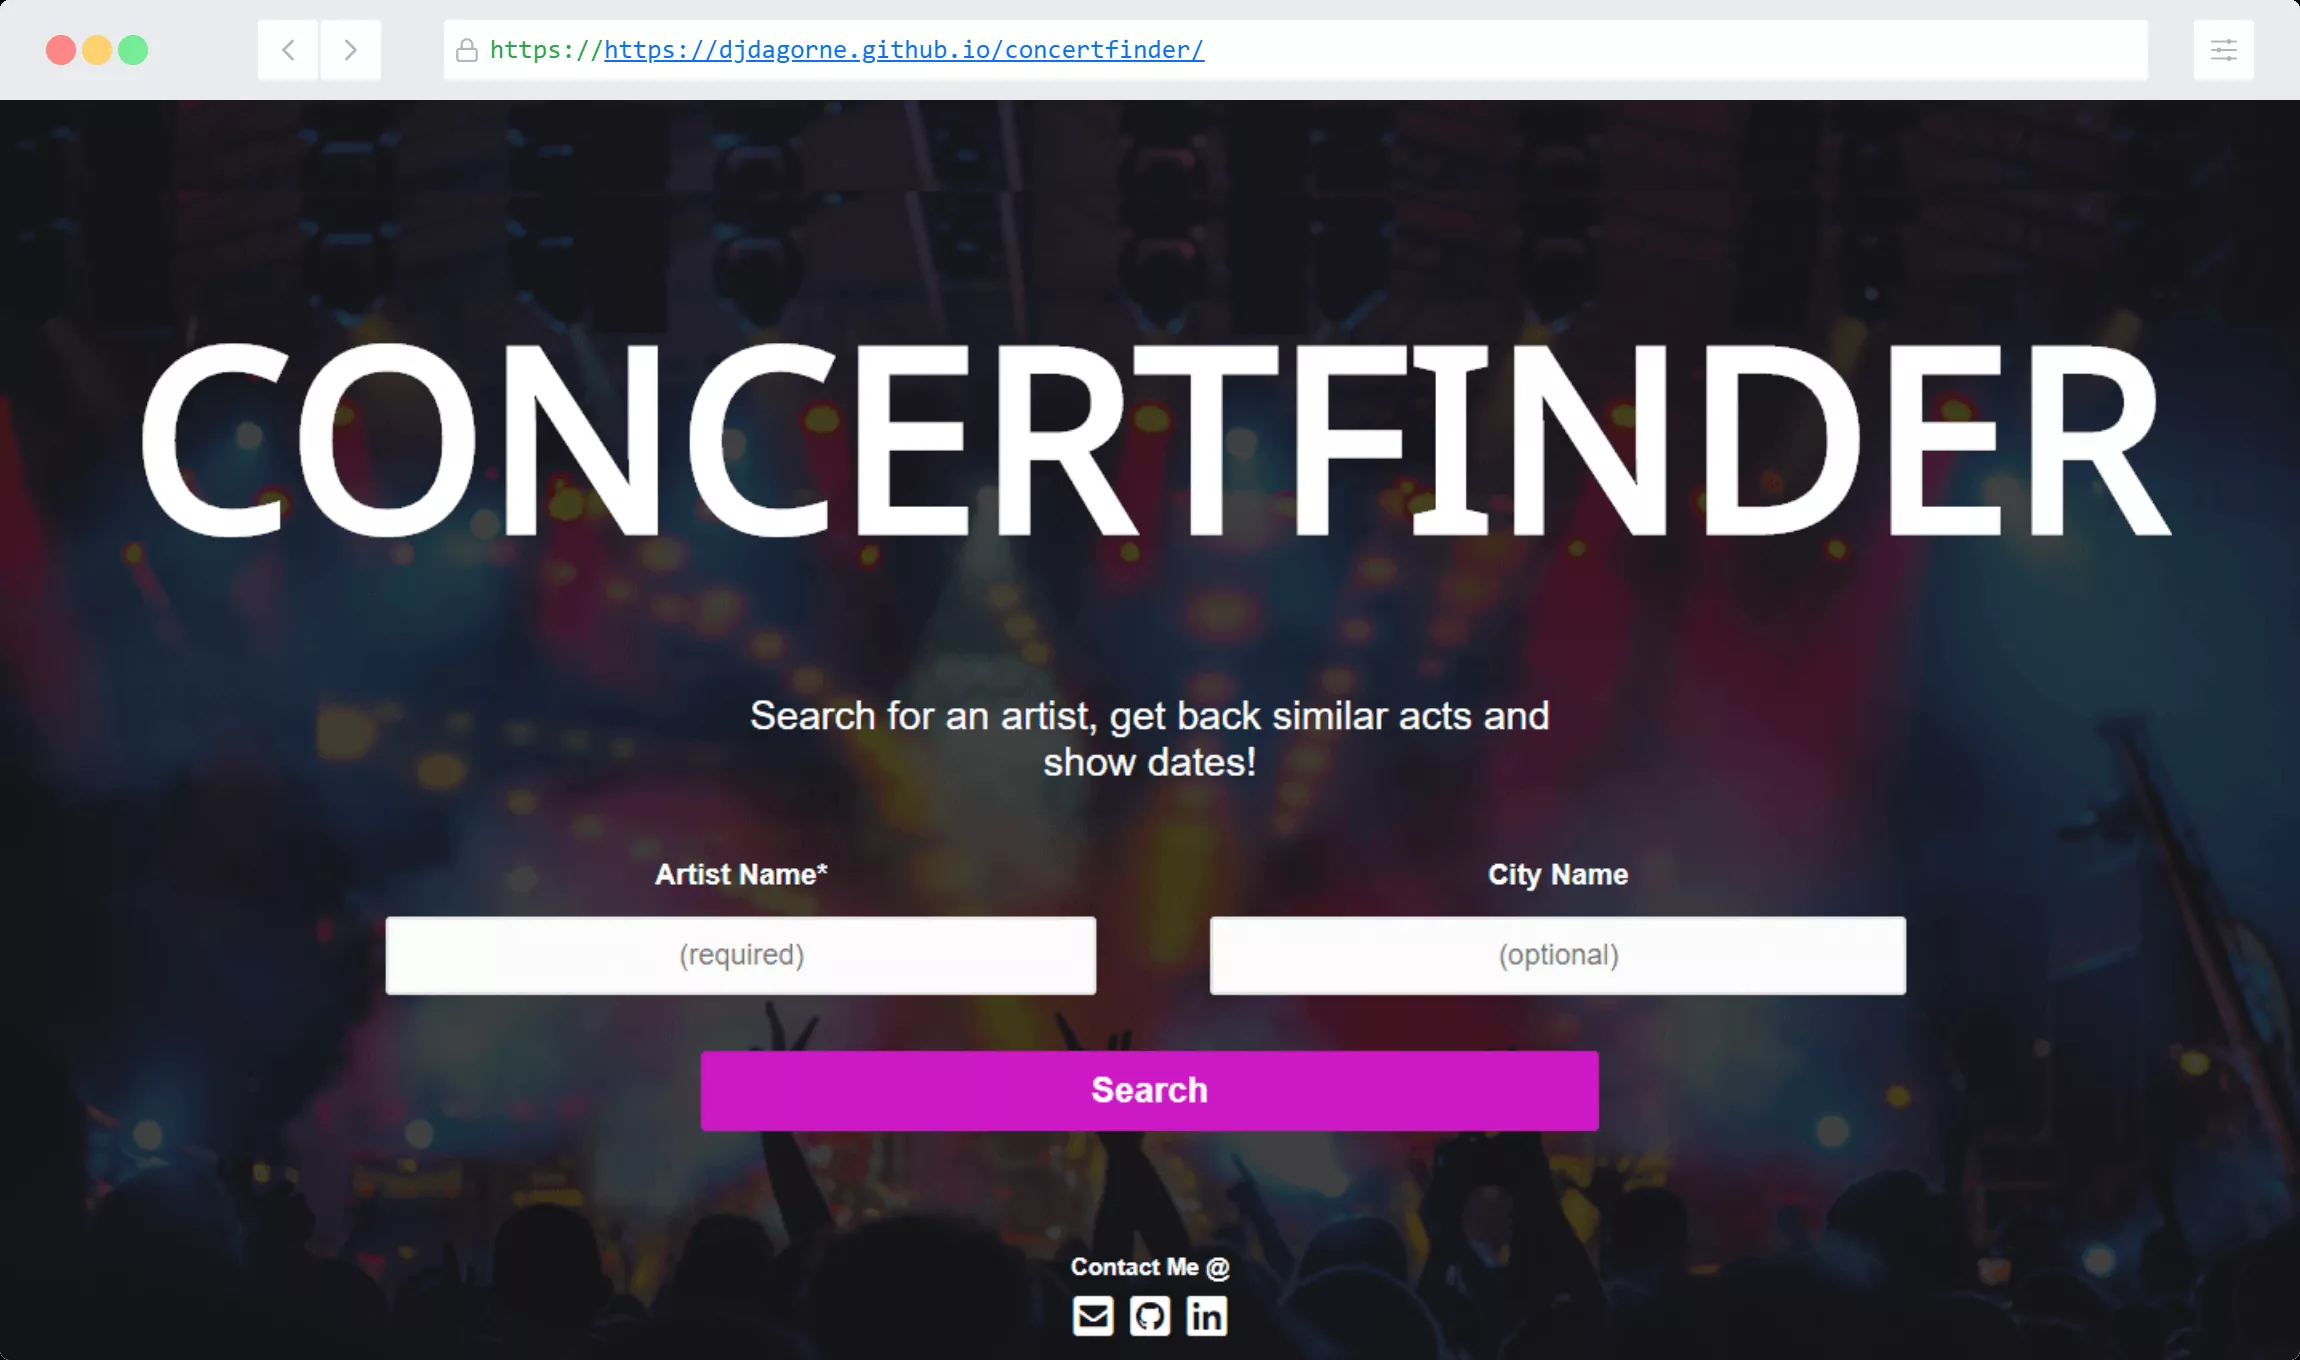 https://https://djdagorne.github.io/concertfinder/
CONCERTFINDER
Search for an artist, get back similar acts and
show dates!
Artist Name*
City Name
(required)
(optional)
Search
Contact Me @
in